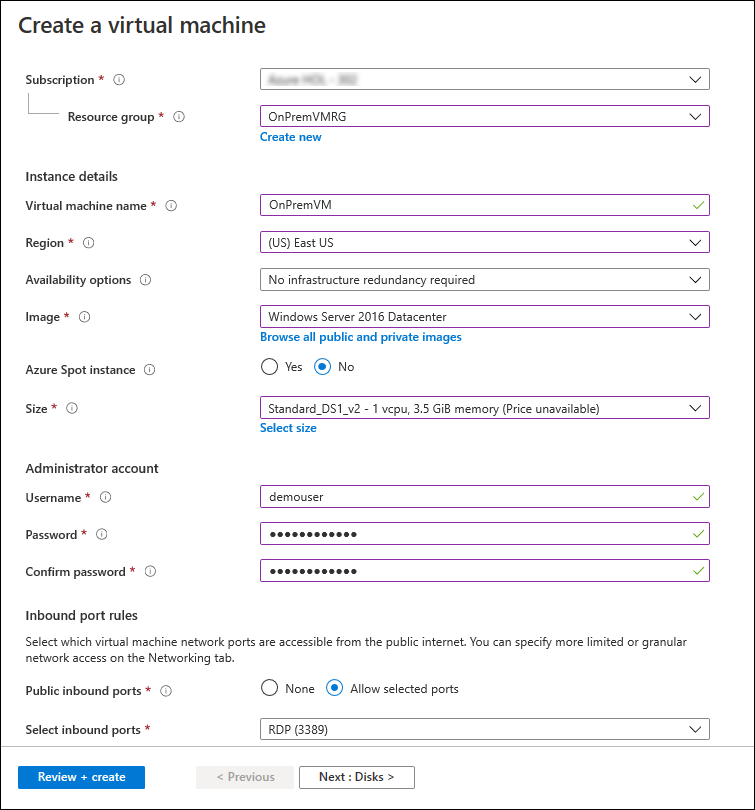 Create a virtual machine
Subscription *
Resource group * OnPremVMRG
Create new
Instance details
Virtual machine name * OnPremVM
Region * (US) East US
Availability options No infrastructure redundancy required
Image * Windows Server 2016 Datacenter
Browse all public and private images
Azure Spot instance Yes No
Size * Standard_DS1_v2 - 1 vcpu, 3.5 GiB memory (Price unavailable)
Select size
Administrator account
Username * demouser
Password * ••••••••••••
Confirm password * ••••••••••••
Inbound port rules
Select which virtual machine network ports are accessible from the public internet. You can specify more limited or granular
network access on the Networking tab.
Public inbound ports * None Allow selected ports
Select inbound ports * RDP (3389)
Review + create < Previous Next : Disks >